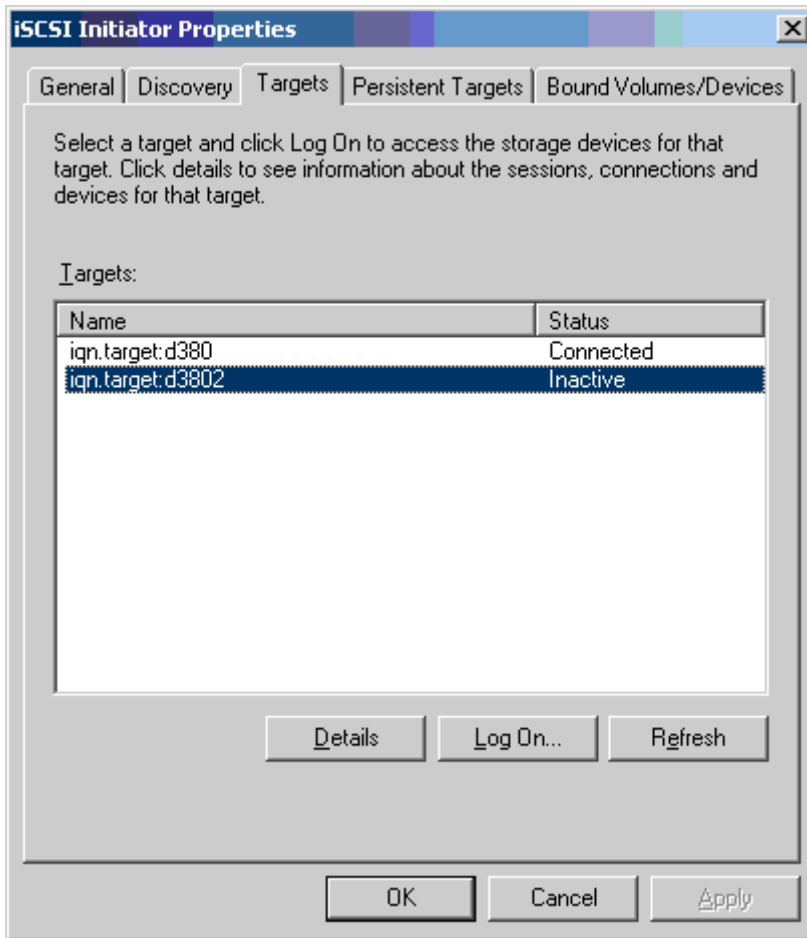 iSCSI Initiator Properties
General Discovery Targets Persistent Targets Bound Volumes/Devices
Select a target and click Log On to access the storage devices for that
target. Click details to see information about the sessions, connections and
devices for that target.
Targets:
Name Status
iqn.target:d380 Connected
iqn.target:d3802 Inactive
Details Log On... Refresh
OK Cancel Apply